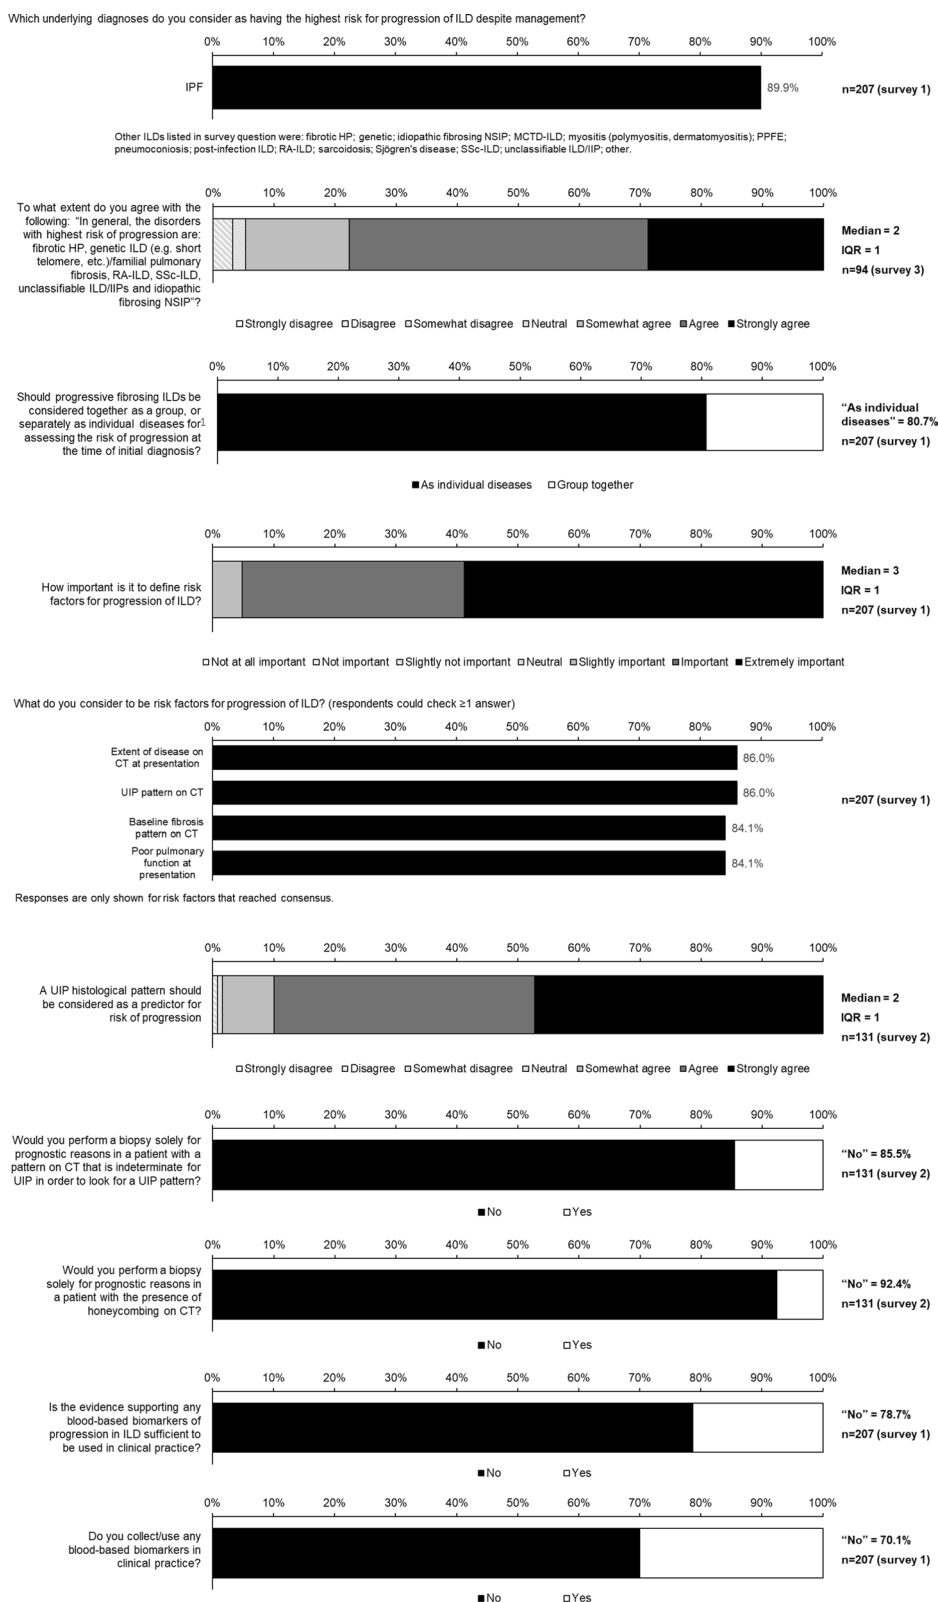 Which underlying diagnoses do you consider as having the highest risk for progression of ILD despite management?
0% 10% 20% 30% 40% 50% 60% 70% 80% 90% 100%
IPF
89.9%
n=207 (survey 1)
Other ILDs listed in survey question were: fibrotic HP; genetic; idiopathic fibrosing NSIP; MCTD-ILD; myositis (polymyositis, dermatomyositis); PPFE;
pneumoconiosis; post-infection ILD; RA-ILD; sarcoidosis; Sjögren's disease; SSc-ILD; unclassifiable ILD/IIP; other.
0% 10% 20% 30% 40% 50% 60% 70% 80% 90% 100%
To what extent do you agree with the
following: “In general, the disorders
with highest risk of progression are:
fibrotic HP, genetic ILD (e.g. short
telomere, etc.)/familial pulmonary
fibrosis, RA-ILD, SSc-ILD,
unclassifiable ILD/IIPs and idiopathic
fibrosing NSIP”?
Median = 2
IQR = 1
n=94 (survey 3)
Strongly disagree Disagree Somewhat disagree Neutral Somewhat agree Agree Strongly agree
0% 10% 20% 30% 40% 50% 60% 70% 80% 90% 100%
Should progressive fibrosing ILDs be
considered together as a group, or
separately as individual diseases for1
assessing the risk of progression at
the time of initial diagnosis?
“As individual
diseases” = 80.7%
n=207 (survey 1)
As individual diseases Group together
0% 10% 20% 30% 40% 50% 60% 70% 80% 90% 100%
How important is it to define risk
factors for progression of ILD?
Median = 3
IQR = 1
n=207 (survey 1)
Not at all important Not important Slightly not important Neutral Slightly important Important Extremely important
What do you consider to be risk factors for progression of ILD? (respondents could check ≥1 answer)
0% 10% 20% 30% 40% 50% 60% 70% 80% 90% 100%
Extent of disease on
CT at presentation
86.0%
UIP pattern on CT
86.0%
n=207 (survey 1)
Baseline fibrosis
pattern on CT
84.1%
Poor pulmonary
function at
presentation
84.1%
Responses are only shown for risk factors that reached consensus.
0% 10% 20% 30% 40% 50% 60% 70% 80% 90% 100%
A UIP histological pattern should
be considered as a predictor for
risk of progression
Median = 2
IQR = 1
n=131 (survey 2)
Strongly disagree Disagree Somewhat disagree Neutral Somewhat agree Agree Strongly agree
0% 10% 20% 30% 40% 50% 60% 70% 80% 90% 100%
Would you perform a biopsy solely for
prognostic reasons in a patient with a
pattern on CT that is indeterminate for
UIP in order to look for a UIP pattern?
“No” = 85.5%
n=131 (survey 2)
No Yes
0% 10% 20% 30% 40% 50% 60% 70% 80% 90% 100%
Would you perform a biopsy
solely for prognostic reasons in
a patient with the presence of
honeycombing on CT?
“No” = 92.4%
n=131 (survey 2)
No Yes
0% 10% 20% 30% 40% 50% 60% 70% 80% 90% 100%
Is the evidence supporting any
blood-based biomarkers of
progression in ILD sufficient to
be used in clinical practice?
“No” = 78.7%
n=207 (survey 1)
No Yes
0% 10% 20% 30% 40% 50% 60% 70% 80% 90% 100%
Do you collect/use any
blood-based biomarkers in
clinical practice?
“No” = 70.1%
n=207 (survey 1)
No Yes